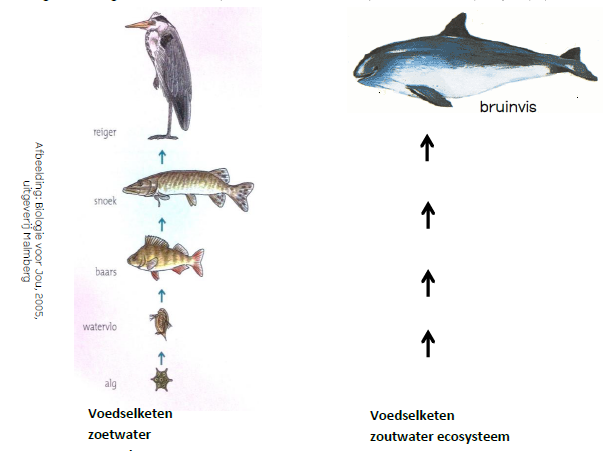 reiger
snoek
baars
watervlo
alg
Afbeelding: Biologie voor Jou, 2005,
uitgeverij Malmberg
Voedselketen
zoetwater
bruinvis
Voedselketen
zoutwater ecosysteem